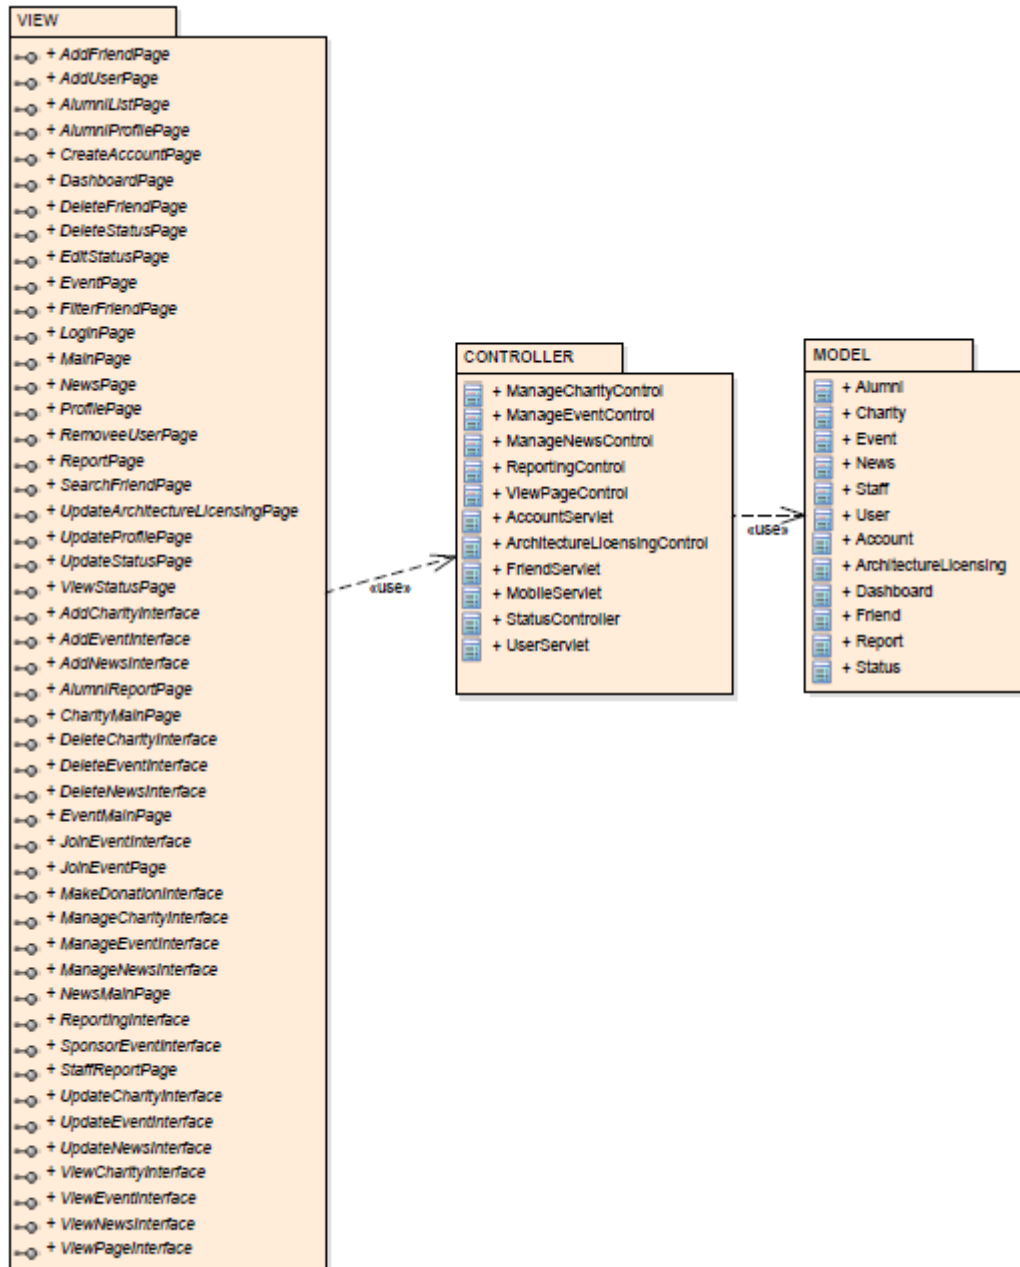 VIEW
+ AddFriendPage
+ AddUserPage
+ AlumniListPage
+ AlumniProfilePage
+ CreateAccountPage
+ DashboardPage
+ DeleteFriendPage
+ DeleteStatusPage
+ EditStatusPage
+ EventPage
+ FilterFriendPage
+ LoginPage
+ MainPage
+ NewsPage
+ ProfilePage
+ RemoveeUserPage
+ ReportPage
+ SearchFriendPage
+ UpdateArchitectureLicensingPage
+ UpdateProfilePage
+ UpdateStatusPage
+ ViewStatusPage
+ AddCharityInterface
+ AddEventInterface
+ AddNewsInterface
+ AlumniReportPage
+ CharityMainPage
+ DeleteCharityInterface
+ DeleteEventInterface
+ DeleteNewsInterface
+ EventMainPage
+ JoinEventInterface
+ JoinEventPage
+ MakeDonationInterface
+ ManageCharityInterface
+ ManageEventInterface
+ ManageNewsInterface
+ NewsMainPage
+ ReportingInterface
+ SponsorEventInterface
+ StaffReportPage
+ UpdateCharityInterface
+ UpdateEventInterface
+ UpdateNewsInterface
+ ViewCharityInterface
+ ViewEventInterface
+ ViewNewsInterface
+ ViewPageInterface
«use»
CONTROLLER
+ ManageCharityControl
+ ManageEventControl
+ ManageNewsControl
+ ReportingControl
+ ViewPageControl
+ AccountServlet
+ ArchitectureLicensingControl
+ FriendServlet
+ MobileServlet
+ StatusController
+ UserServlet
«use»
MODEL
+ Alumni
+ Charity
+ Event
+ News
+ Staff
+ User
+ Account
+ ArchitectureLicensing
+ Dashboard
+ Friend
+ Report
+ Status